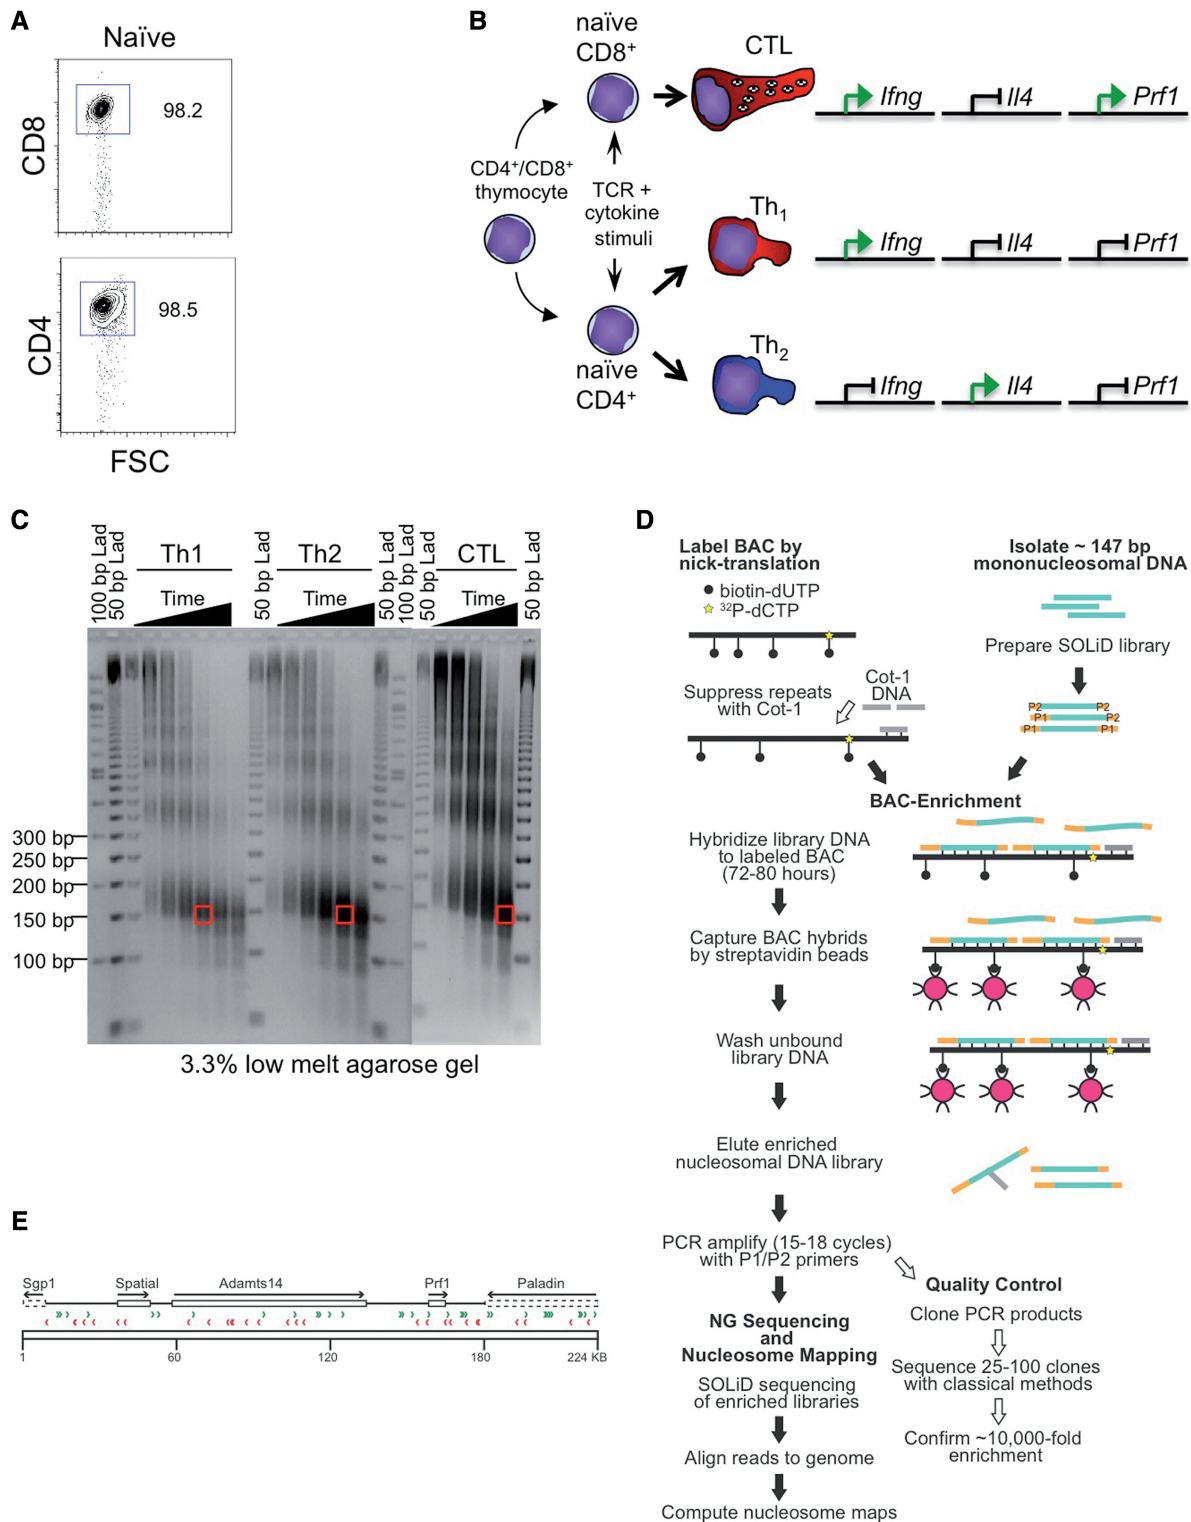 A
Naïve
CD8
98.2
CD4
98.5
FSC
B
naïve
CD8+
CTL
Ifng
Il4
Prf1
CD4+/CD8+
thymocyte
TCR +
cytokine
stimuli
Th1
Ifng
Il4
Prf1
naïve
CD4+
Th2
Ifng
Il4
Prf1
C
100 bp Lad
50 bp Lad
Th1
Time
50 bp Lad
Th2
Time
50 bp Lad
100 bp Lad
50 bp Lad
CTL
Time
50 bp Lad
300 bp
250 bp
200 bp
150 bp
100 bp
3.3% low melt agarose gel
D
Label BAC by
nick-translation
biotin-dUTP
32P-dCTP
Isolate ~ 147 bp
mononucleosomal DNA
Prepare SOLiD library
Suppress repeats
with Cot-1
Cot-1
DNA
P2 P2
P1 P2
P1 P1
BAC-Enrichment
Hybridize library DNA
to labeled BAC
(72-80 hours)
Capture BAC hybrids
by streptavidin beads
Wash unbound
library DNA
Elute enriched
nucleosomal DNA library
PCR amplify (15-18 cycles)
with P1/P2 primers
NG Sequencing
and
Nucleosome Mapping
SOLiD sequencing
of enriched libraries
Align reads to genome
Compute nucleosome maps
Quality Control
Clone PCR products
Sequence 25-100 clones
with classical methods
Confirm ~10,000-fold
enrichment
E
Sgp1 Spatial Adamts14 Prf1 Paladin
1 60 120 180 224 KB